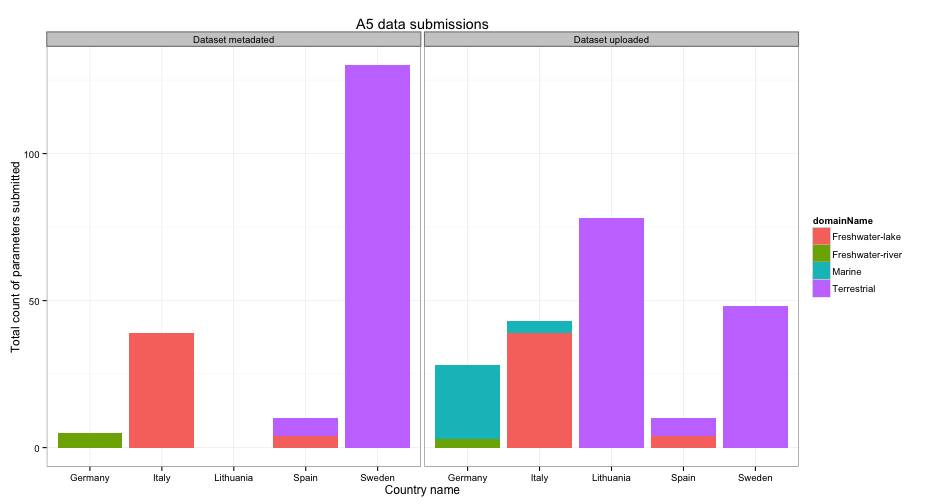 A5 data submissions
Dataset metadated
Dataset uploaded
Total count of parameters submitted
100
50
0
Germany Italy Lithuania Spain Sweden
Germany Italy Lithuania Spain Sweden
Country name
domainName
Freshwater-lake
Freshwater-river
Marine
Terrestrial